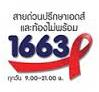 สายด่วนปรึกษาเอดส์
และท้องไม่พร้อม
1663
ทุกวัน 9.00-21.00 น.